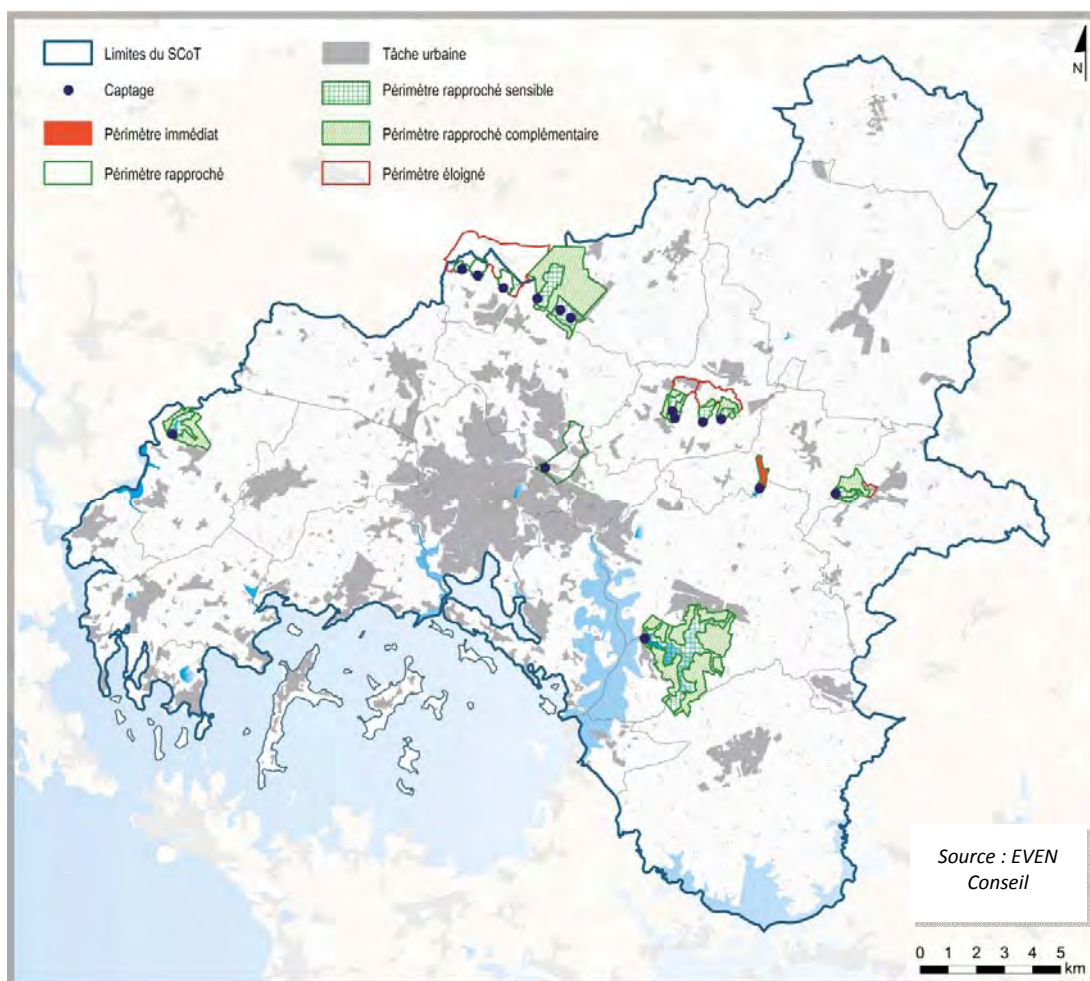 Limites du SCoT
Captage
Périmètre immédiat
Périmètre rapproché
Tâche urbaine
Périmètre rapproché sensible
Périmètre rapproché complémentaire
Périmètre éloigné
N
Source : EVEN
Conseil
0 1 2 3 4 5
km